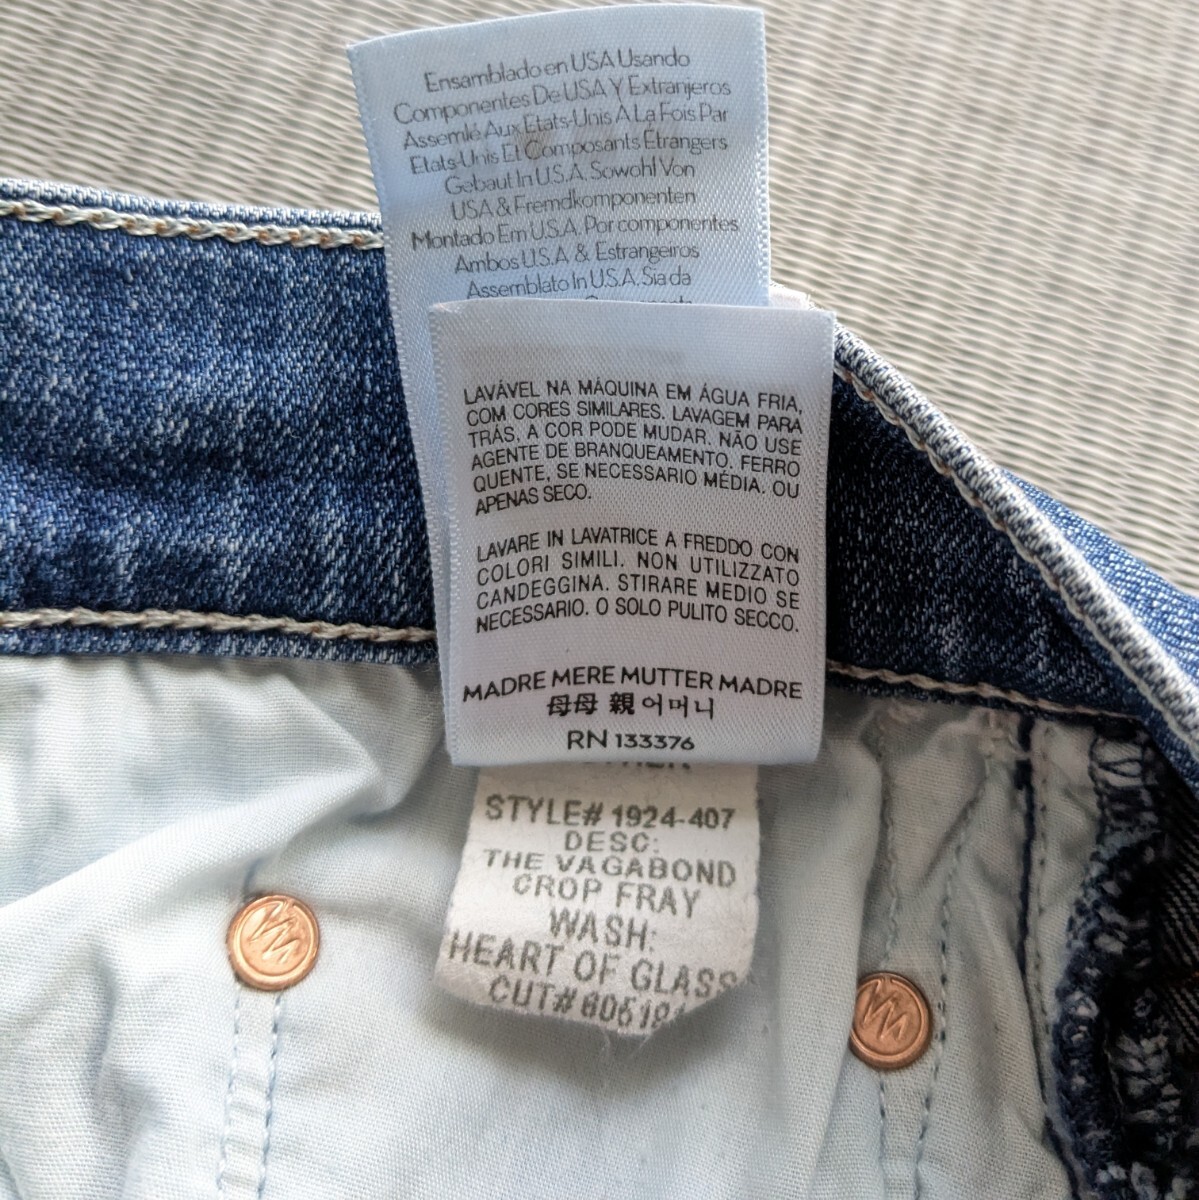 Ensamblado en USA Usando
Componentes De USA Y Extranjeros
Assemlé Aux Etats-Unis À La Fois Par
Etats-Unis Et Composants Étrangers
Gebaut In U.S.A. Sowohl Von
USA & Fremdkomponenten
Montado Em U.S.A. Por componentes
Ambos U.S.A & Estrangeiros
Assemblato In U.S.A. Sia da
LAVÁVEL NA MÁQUINA EM ÁGUA FRIA,
COM CORES SIMILARES. LAVAGEM PARA
TRÁS, A COR PODE MUDAR. NÃO USE
AGENTE DE BRANQUEAMENTO. FERRO
QUENTE, SE NECESSARIO MÉDIA. OU
APENAS SECO.
LAVARE IN LAVATRICE A FREDDO CON
COLORI SIMILI. NON UTILIZZATO
CANDEGGINA. STIRARE MEDIO SE
NECESSARIO. O SOLO PULITO SECCO.
MADRE MERE MUTTER MADRE
母母 親 어머니
RN 133376
STYLE# 1924-407
DESC:
THE VAGABOND
CROP FRAY
WASH:
HEART OF GLASS
CUT#